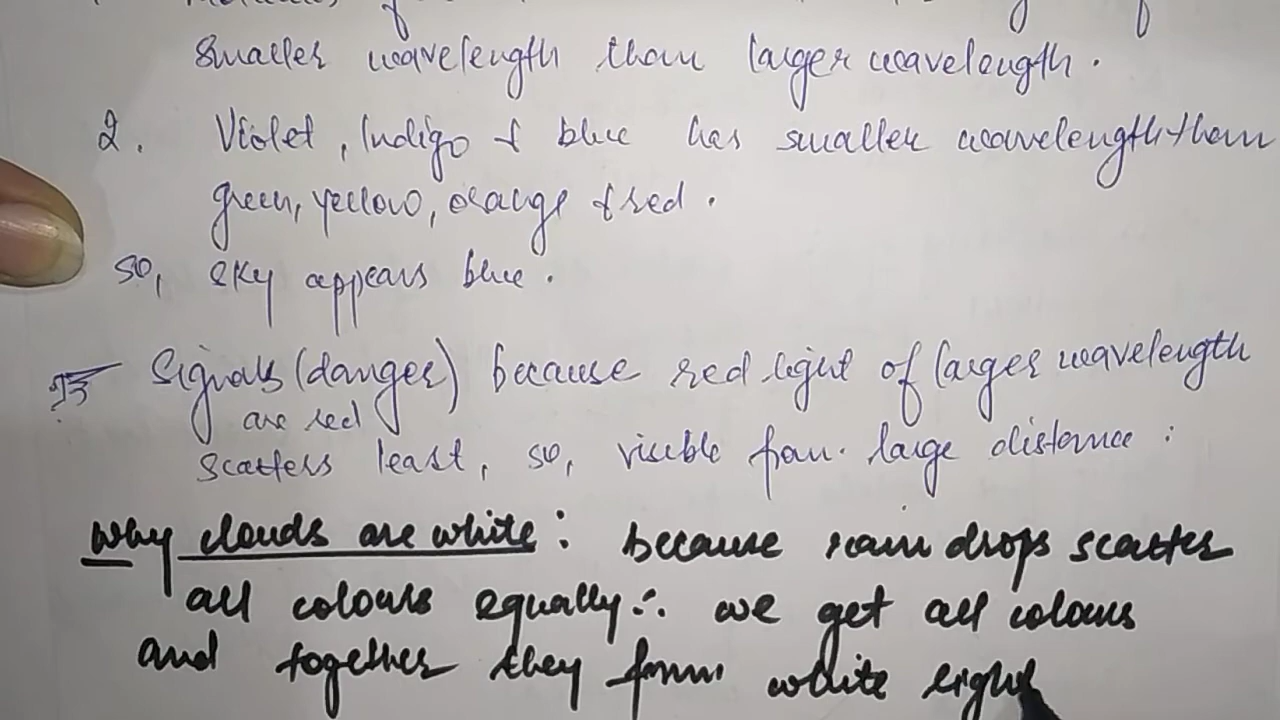 of
smaller wavelength than larger wavelength.
2. Violet, Indigo & blue has smaller wavelength than
green, yellow, orange & red.
so, sky appears blue.
Signals (danger) because red light of larger wavelength
are red
scatters least, so, visible from large distance.
Why clouds are white: because rain drops scatter
all colours equally ∴ we get all colours
and together they form white light